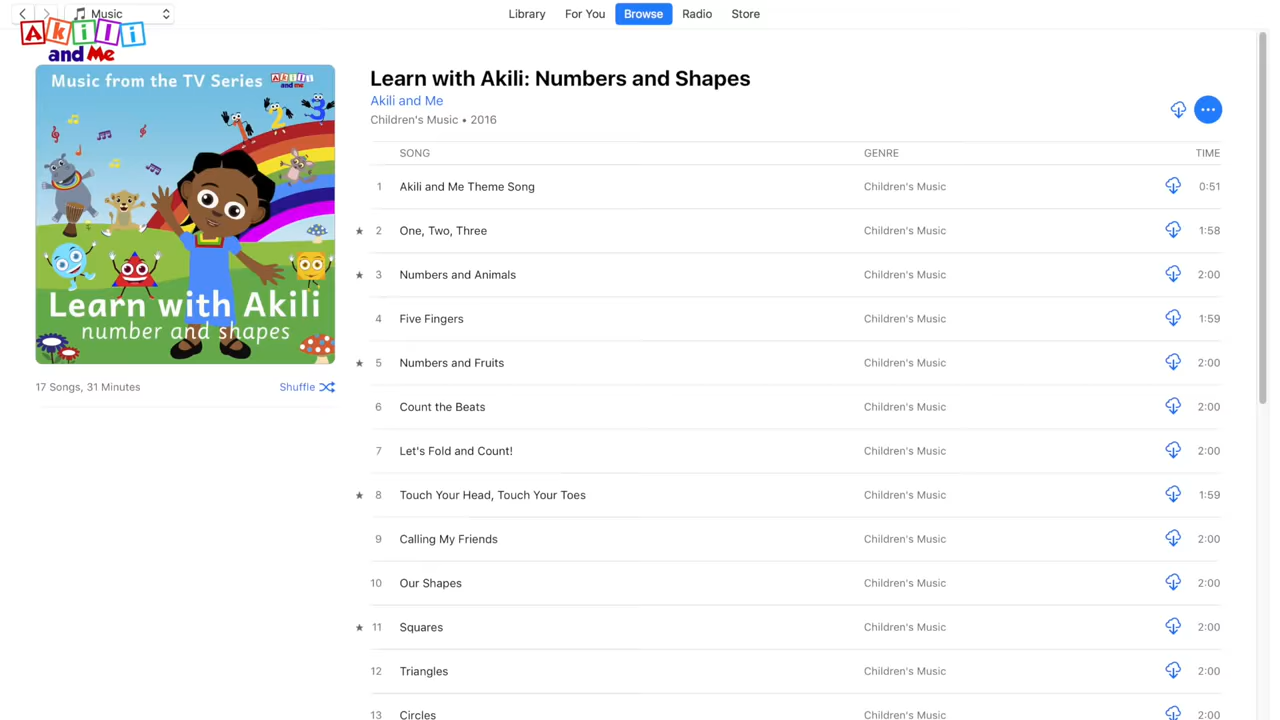 Music
Library
For You
Browse
Radio
Store
Akili
and Me
Music from the TV Series
Akili
and me
1 2 3
Learn with Akili
number and shapes
17 Songs, 31 Minutes
Shuffle
Learn with Akili: Numbers and Shapes
Akili and Me
Children's Music • 2016
SONG GENRE TIME
1 Akili and Me Theme Song Children's Music 0:51
★ 2 One, Two, Three Children's Music 1:58
★ 3 Numbers and Animals Children's Music 2:00
4 Five Fingers Children's Music 1:59
★ 5 Numbers and Fruits Children's Music 2:00
6 Count the Beats Children's Music 2:00
7 Let's Fold and Count! Children's Music 2:00
★ 8 Touch Your Head, Touch Your Toes Children's Music 1:59
9 Calling My Friends Children's Music 2:00
10 Our Shapes Children's Music 2:00
★ 11 Squares Children's Music 2:00
12 Triangles Children's Music 2:00
13 Circles Children's Music 2:00